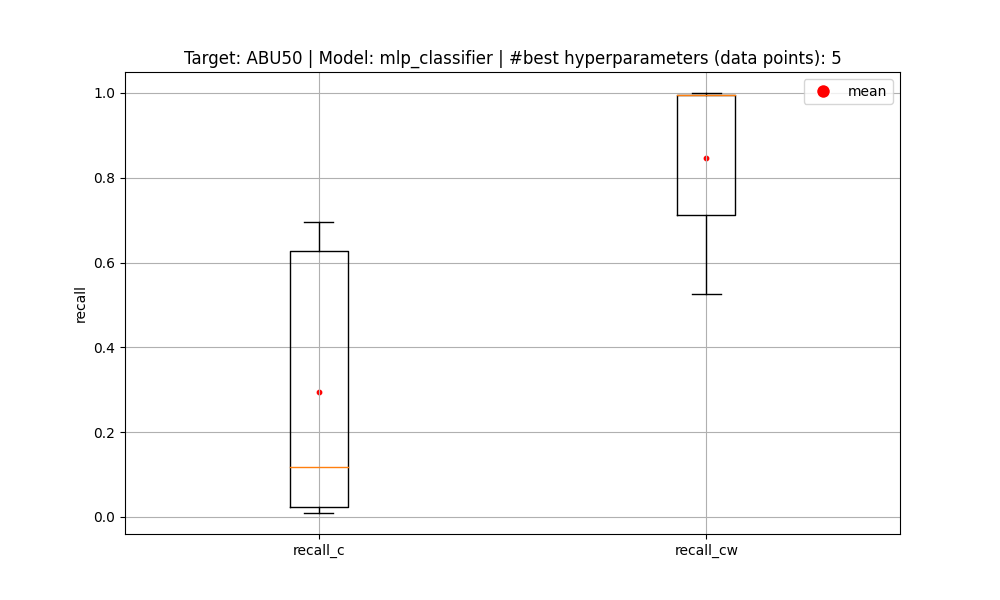 Target: ABU50 | Model: mlp_classifier | #best hyperparameters (data points): 5
mean
1.0
0.8
0.6
0.4
0.2
0.0
recall
recall_c
recall_cw